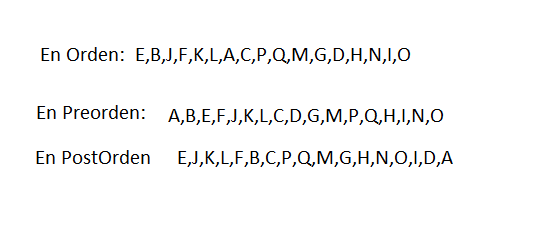 En Orden: E,B,J,F,K,L,A,C,P,Q,M,G,D,H,N,I,O
En Preorden: A,B,E,F,J,K,L,C,D,G,M,P,Q,H,I,N,O
En PostOrden E,J,K,L,F,B,C,P,Q,M,G,H,N,O,I,D,A